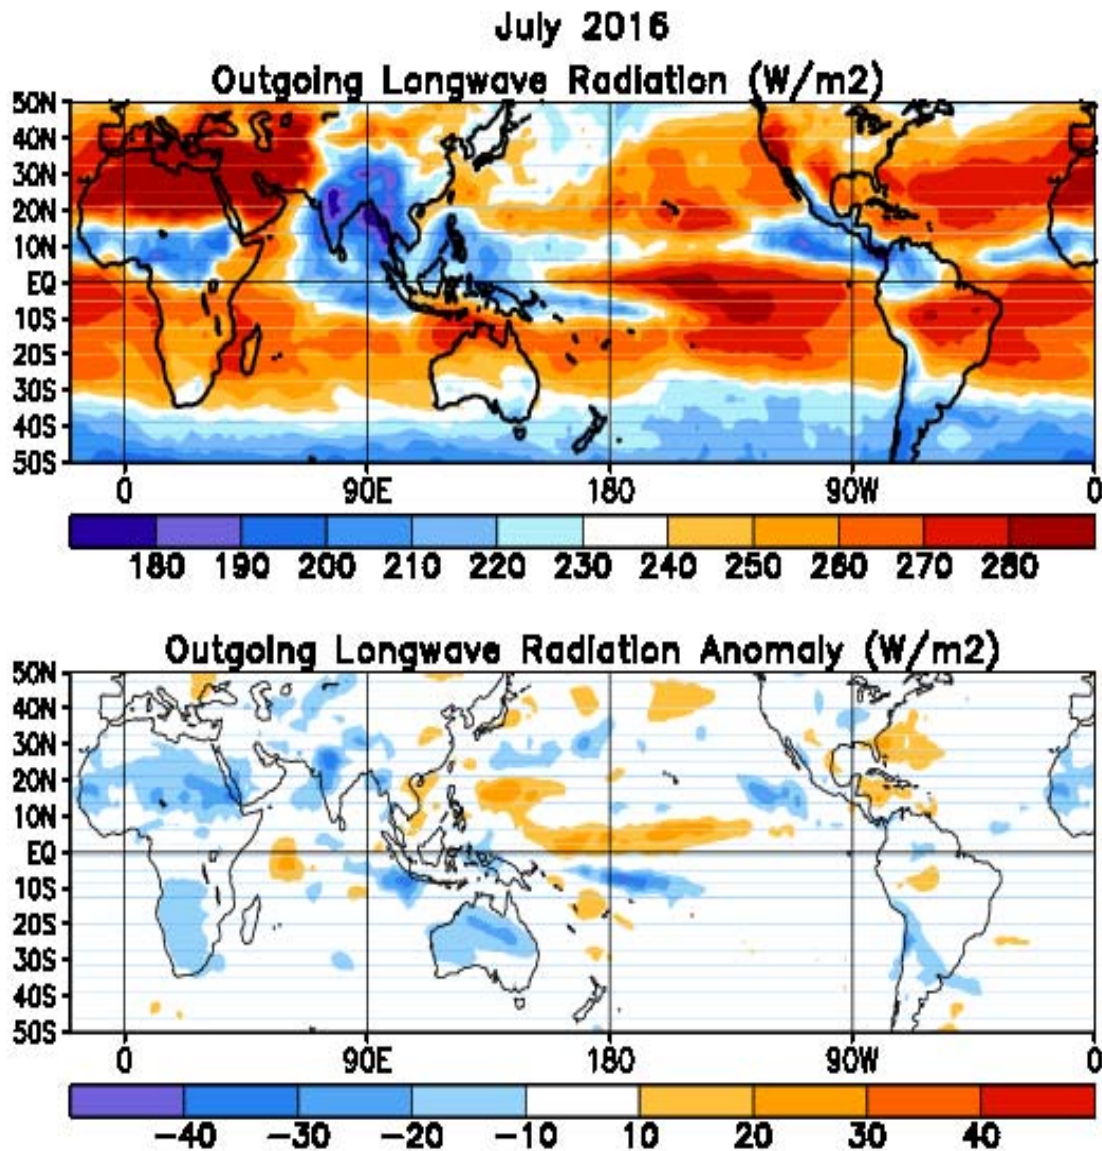 July 2016
Outgoing Longwave Radiation (W/m2)
50N
40N
30N
20N
10N
EQ
10S
20S
30S
40S
50S
0 90E 180 90W 0
180 190 200 210 220 230 240 250 260 270 280
Outgoing Longwave Radiation Anomaly (W/m2)
50N
40N
30N
20N
10N
EQ
10S
20S
30S
40S
50S
0 90E 180 90W 0
-40 -30 -20 -10 10 20 30 40